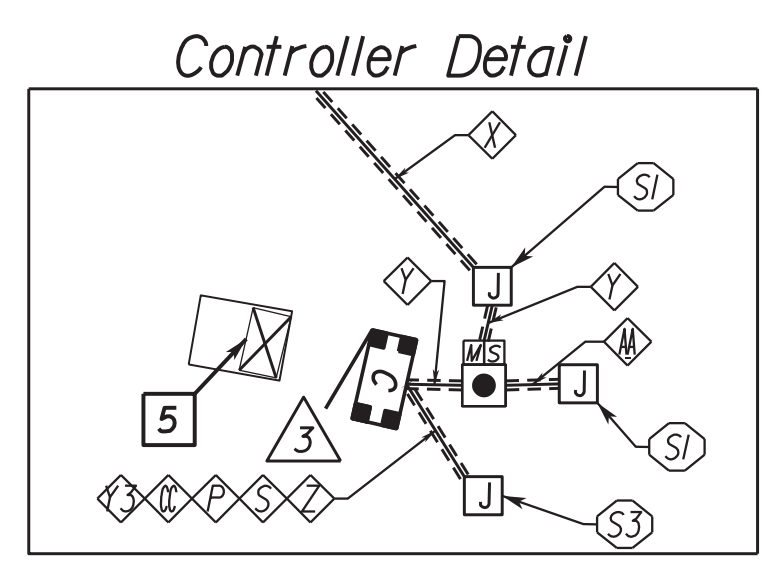 Controller Detail
X
S1
J
Y
Y
M S
AA
5
C
J
3
S1
Y3 CC P S Z
J
S3